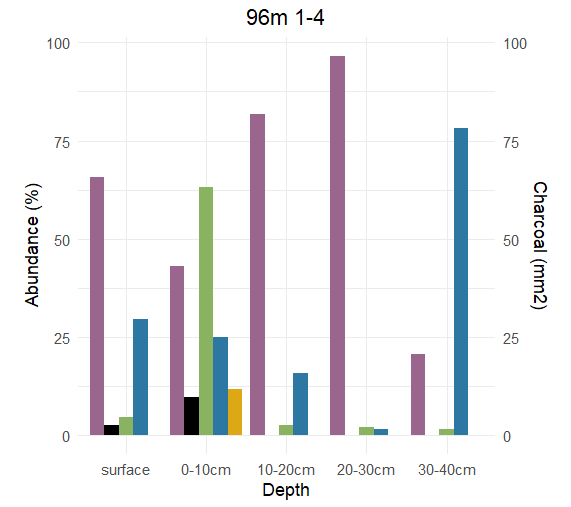 96m 1-4
100
75
50
25
0
Abundance (%)
100
75
50
25
0
Charcoal (mm2)
surface 0-10cm 10-20cm 20-30cm 30-40cm
Depth